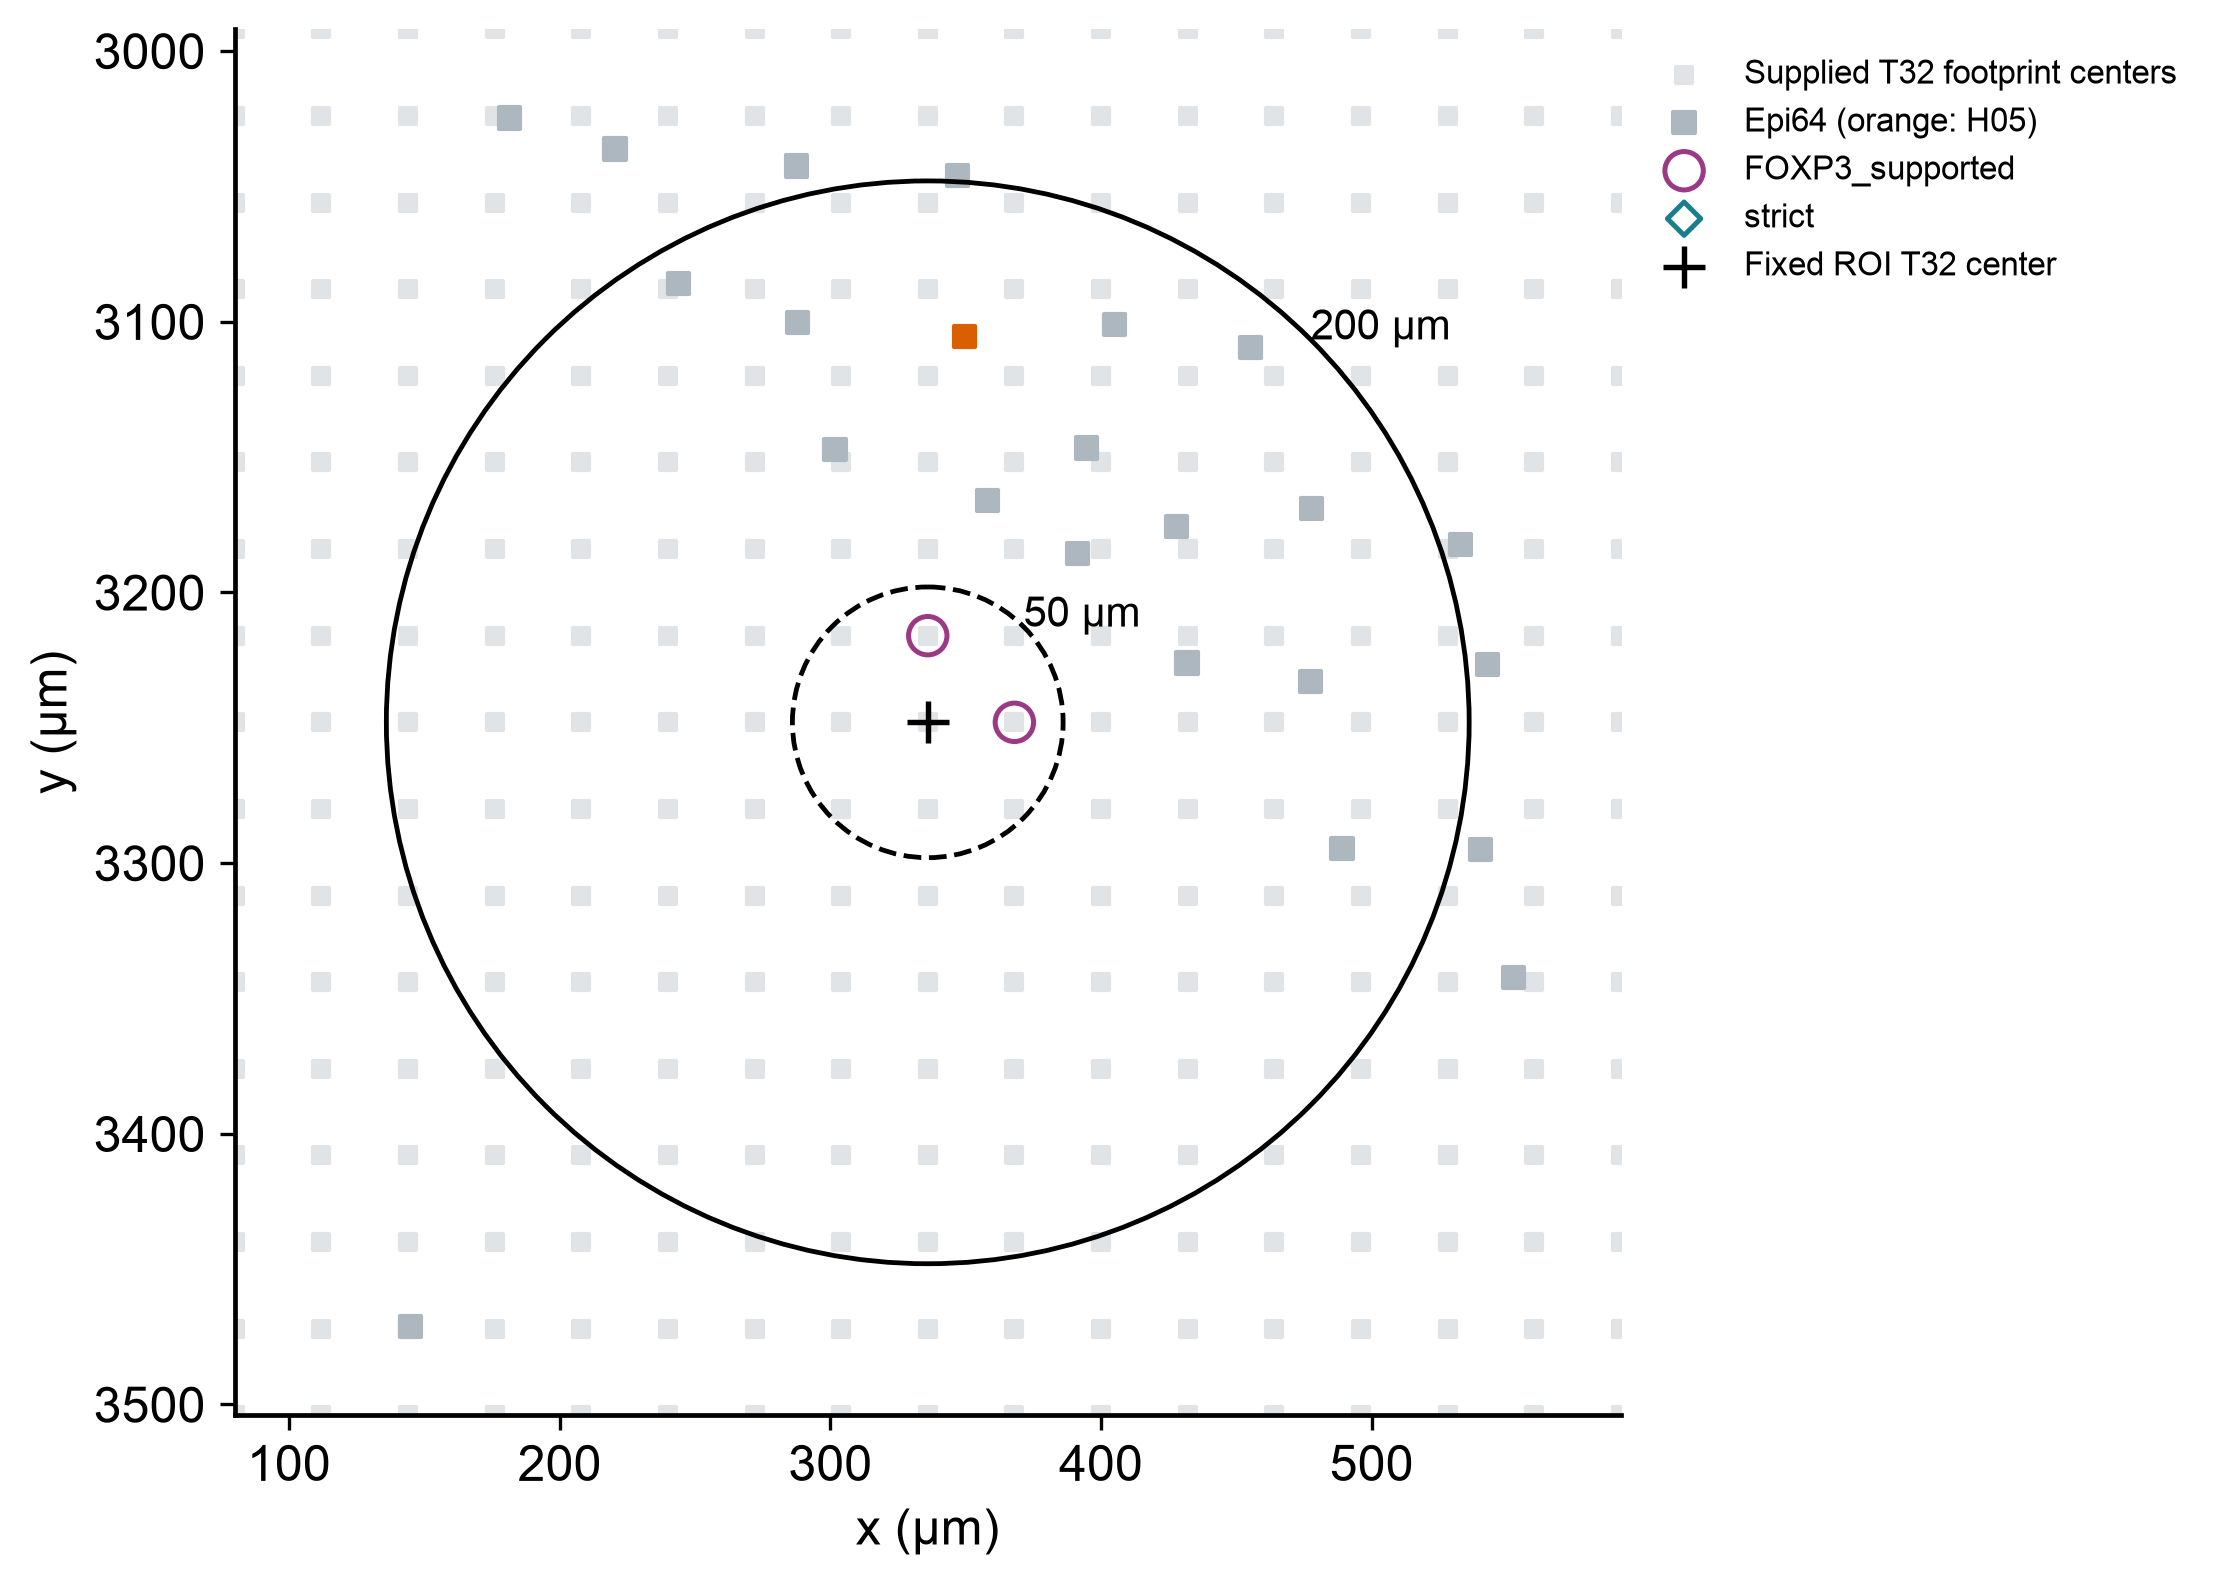 3000
3100
3200
3300
3400
3500
y (µm)
100
200
300
400
500
x (µm)
200 µm
50 µm
Supplied T32 footprint centers
Epi64 (orange: H05)
FOXP3_supported
strict
Fixed ROI T32 center